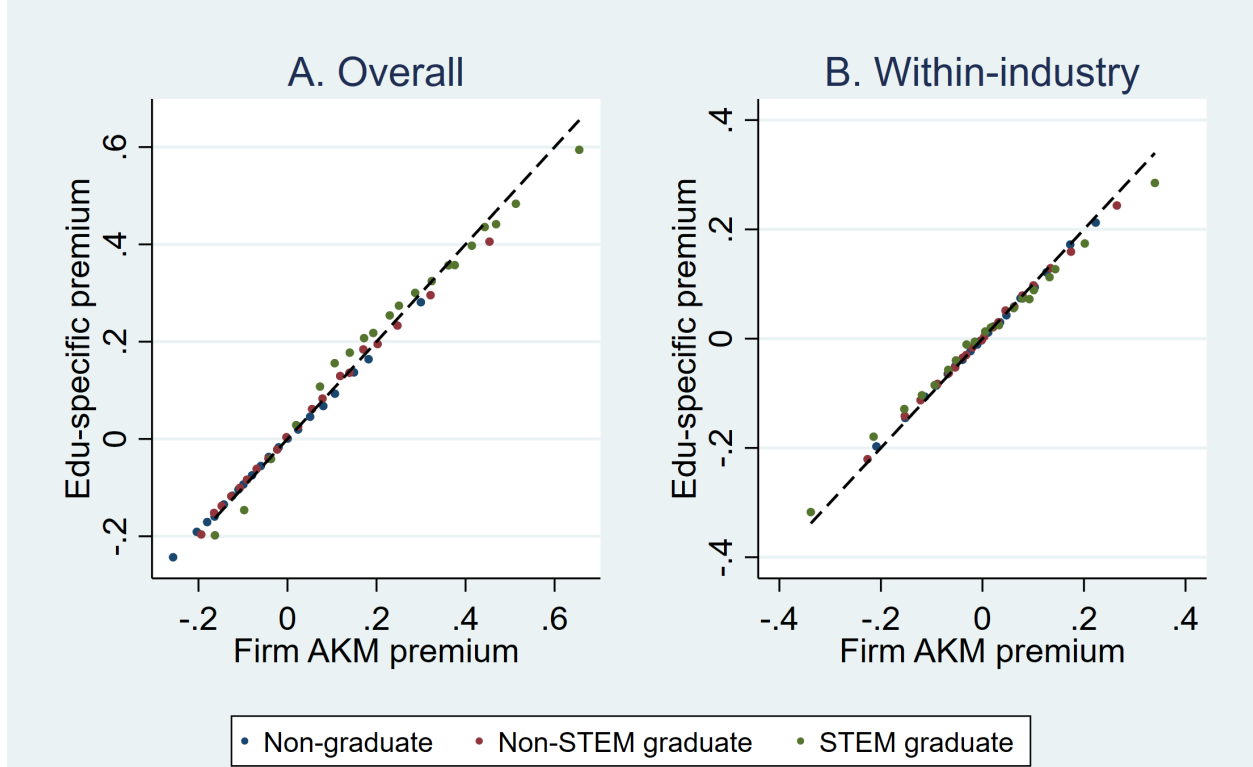 A. Overall
B. Within-industry
Edu-specific premium
.6
.4
.2
0
-.2
-.2
0
.2
.4
.6
Firm AKM premium
Edu-specific premium
.4
.2
0
-.2
-.4
-.4
-.2
0
.2
.4
Firm AKM premium
Non-graduate
Non-STEM graduate
STEM graduate